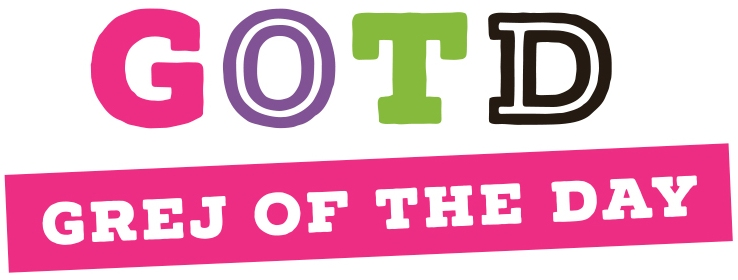 GOTD
GREJ OF THE DAY